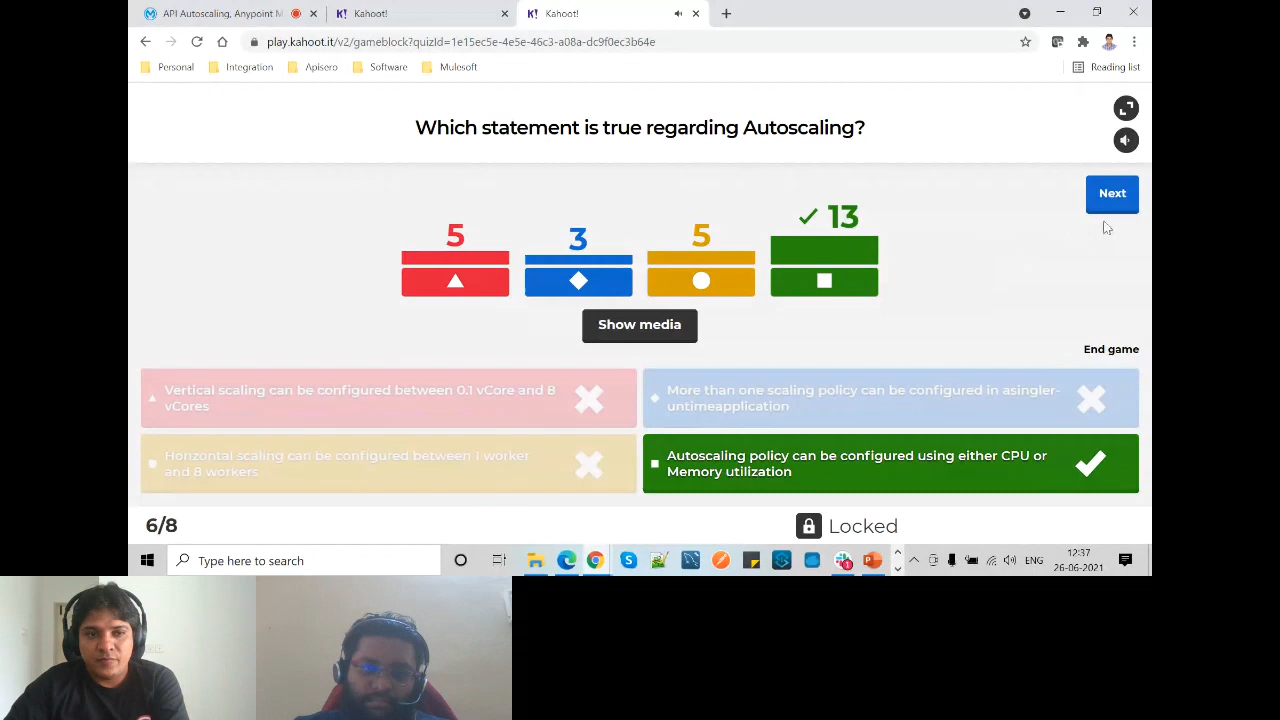 API Autoscaling, Anypoint M
Kahoot!
Kahoot!
play.kahoot.it/v2/gameblock?quizId=1e15ec5e-4e5e-46c3-a08a-dc9f0ec3b64e
Personal
Integration
Apisero
Software
Mulesoft
Reading list
Which statement is true regarding Autoscaling?
Next
5
3
5
13
Show media
End game
Vertical scaling can be configured between 0.1 vCore and 8
vCores
More than one scaling policy can be configured in asingler-
untimeapplication
Horizontal scaling can be configured between 1 worker
and 8 workers
Autoscaling policy can be configured using either CPU or
Memory utilization
6/8
Locked
Type here to search
ENG
12:37
26-06-2021